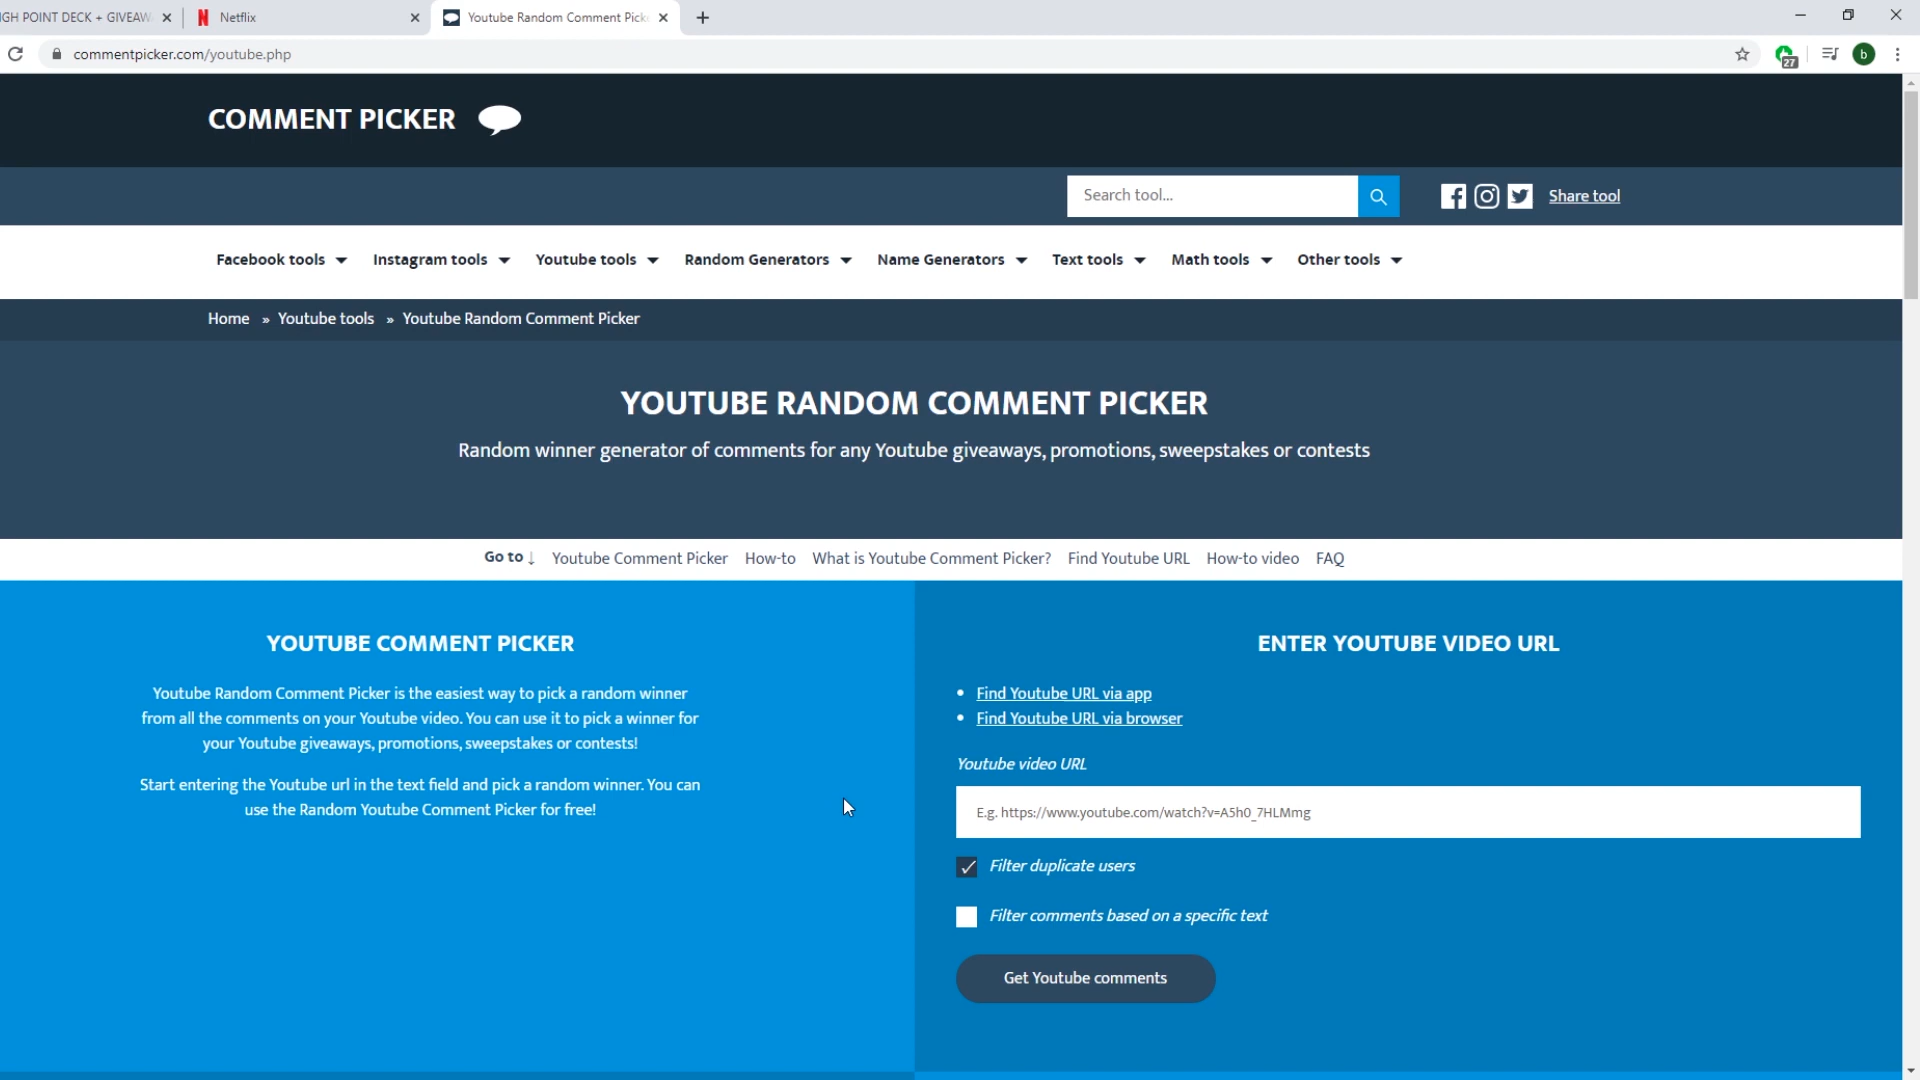 IGH POINT DECK + GIVEAW
Netflix
Youtube Random Comment Pick
commentpicker.com/youtube.php
27
b
COMMENT PICKER
Search tool...
Share tool
Facebook tools
Instagram tools
Youtube tools
Random Generators
Name Generators
Text tools
Math tools
Other tools
Home » Youtube tools » Youtube Random Comment Picker
YOUTUBE RANDOM COMMENT PICKER
Random winner generator of comments for any Youtube giveaways, promotions, sweepstakes or contests
Go to ↓ Youtube Comment Picker How-to What is Youtube Comment Picker? Find Youtube URL How-to video FAQ
YOUTUBE COMMENT PICKER
Youtube Random Comment Picker is the easiest way to pick a random winner
from all the comments on your Youtube video. You can use it to pick a winner for
your Youtube giveaways, promotions, sweepstakes or contests!
Start entering the Youtube url in the text field and pick a random winner. You can
use the Random Youtube Comment Picker for free!
ENTER YOUTUBE VIDEO URL
• Find Youtube URL via app
• Find Youtube URL via browser
Youtube video URL
E.g. https://www.youtube.com/watch?v=A5h0_7HLMmg
Filter duplicate users
Filter comments based on a specific text
Get Youtube comments